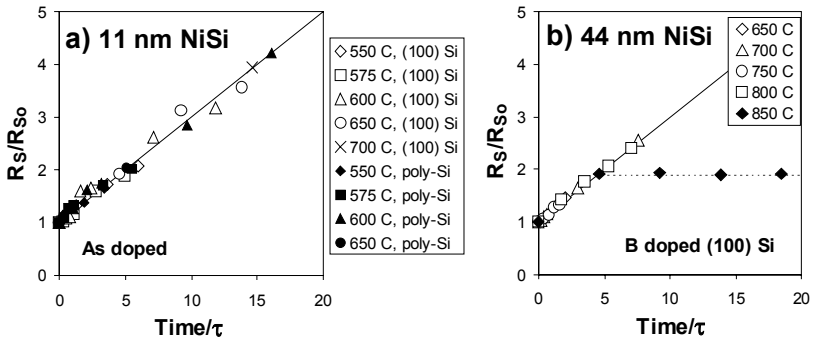 a) 11 nm NiSi
R_S/R_So
5
4
3
2
1
0
As doped
0
5
10
15
20
Time/τ
550 C, (100) Si
575 C, (100) Si
600 C, (100) Si
650 C, (100) Si
700 C, (100) Si
550 C, poly-Si
575 C, poly-Si
600 C, poly-Si
650 C, poly-Si
b) 44 nm NiSi
R_S/R_So
5
4
3
2
1
0
650 C
700 C
750 C
800 C
850 C
B doped (100) Si
0
5
10
15
20
Time/τ